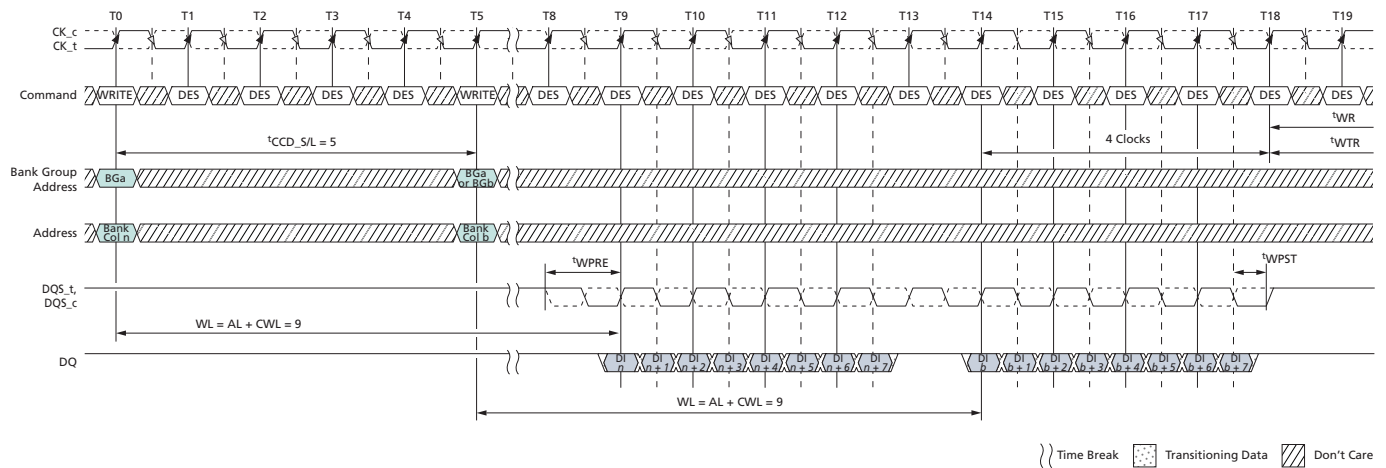 T0 T1 T2 T3 T4 T5 T8 T9 T10 T11 T12 T13 T14 T15 T16 T17 T18 T19
CK_c
CK_t
Command WRITE DES DES DES DES WRITE DES DES DES DES DES DES DES DES DES DES DES DES
tCCD_S/L = 5
4 Clocks
tWR
tWTR
Bank Group
Address
BGa
BGa
or BGb
Address
Bank
Col n
Bank
Col b
tWPRE
tWPST
DQS_t,
DQS_c
WL = AL + CWL = 9
DQ
DI
n
DI
n + 1
DI
n + 2
DI
n + 3
DI
n + 4
DI
n + 5
DI
n + 6
DI
n + 7
DI
b
DI
b + 1
DI
b + 2
DI
b + 3
DI
b + 4
DI
b + 5
DI
b + 6
DI
b + 7
WL = AL + CWL = 9
Time Break Transitioning Data Don't Care